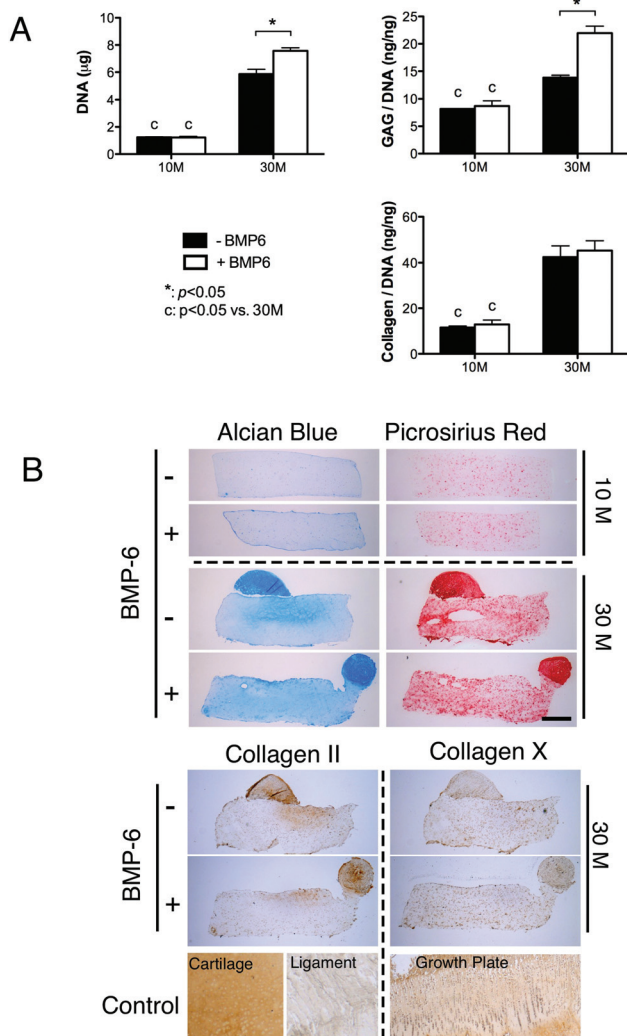 A
DNA (µg)
10
8
6
4
2
0
*
c c
10M 30M
GAG / DNA (ng/ng)
25
20
15
10
5
0
*
c c
10M 30M
- BMP6
+ BMP6
*: p<0.05
c: p<0.05 vs. 30M
Collagen / DNA (ng/ng)
60
40
20
0
c c
10M 30M
B
Alcian Blue Picrosirius Red
BMP-6
-
+
-
+
10 M
30 M
Collagen II Collagen X
BMP-6
-
+
30 M
Control
Cartilage Ligament Growth Plate